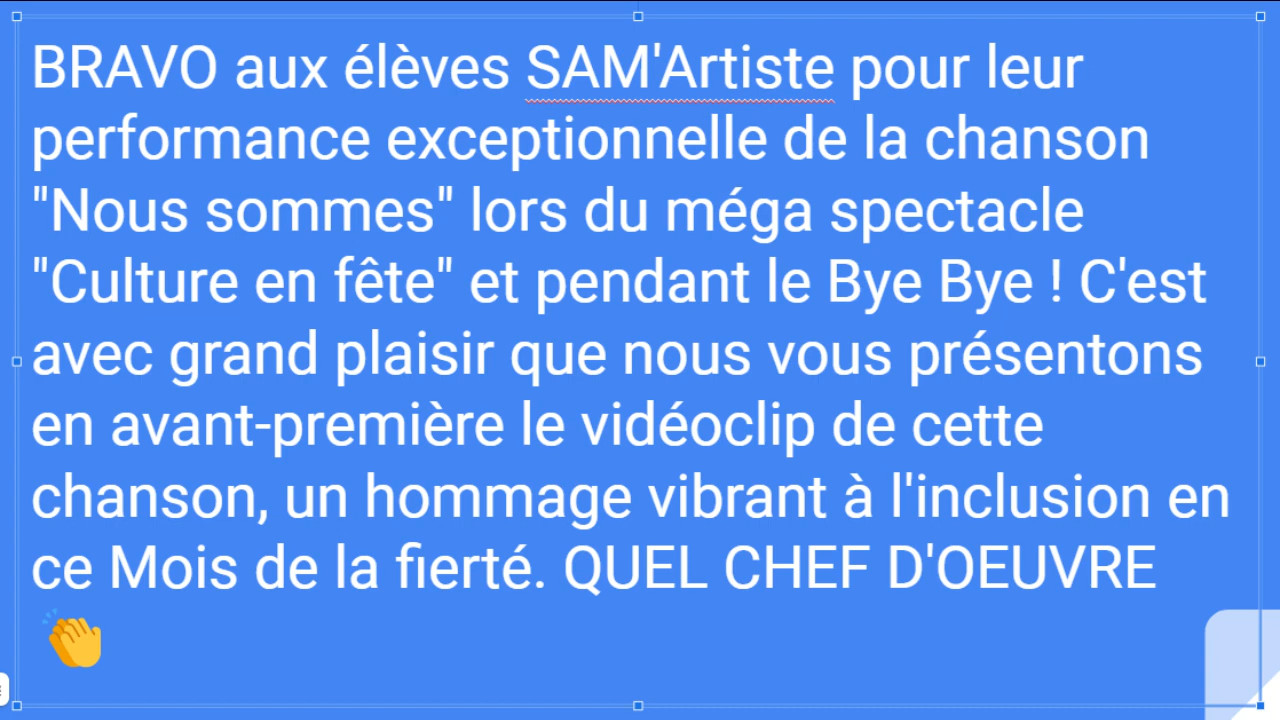 BRAVO aux élèves SAM'Artiste pour leur
performance exceptionnelle de la chanson
"Nous sommes" lors du méga spectacle
"Culture en fête" et pendant le Bye Bye ! C'est
avec grand plaisir que nous vous présentons
en avant-première le vidéoclip de cette
chanson, un hommage vibrant à l'inclusion en
ce Mois de la fierté. QUEL CHEF D'OEUVRE
👏